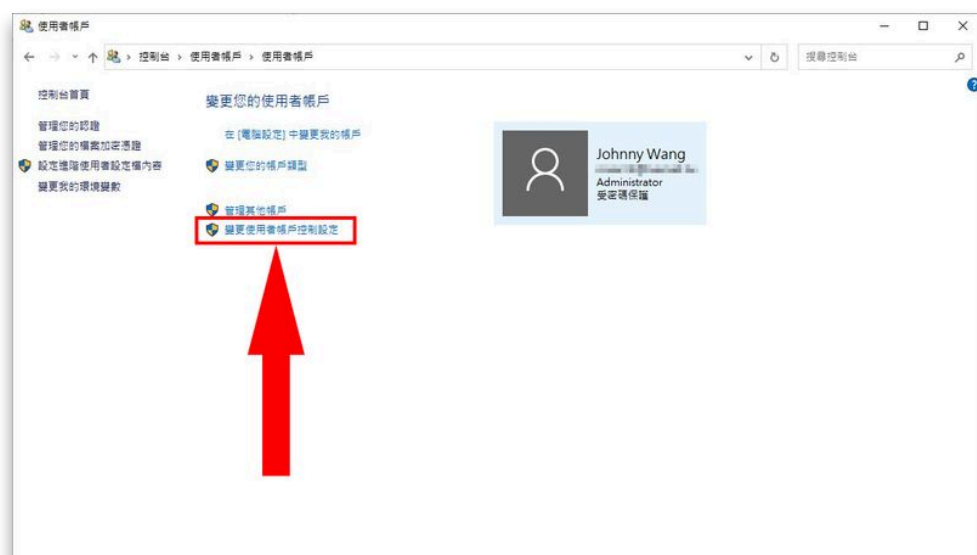 使用者帳戶
控制台 › 使用者帳戶 › 使用者帳戶
搜尋控制台
控制台首頁
管理您的認證
管理您的檔案加密憑證
設定進階使用者設定檔內容
變更我的環境變數
變更您的使用者帳戶
在 [電腦設定] 中變更我的帳戶
變更您的帳戶類型
管理其他帳戶
變更使用者帳戶控制設定
Johnny Wang
Administrator
受密碼保護